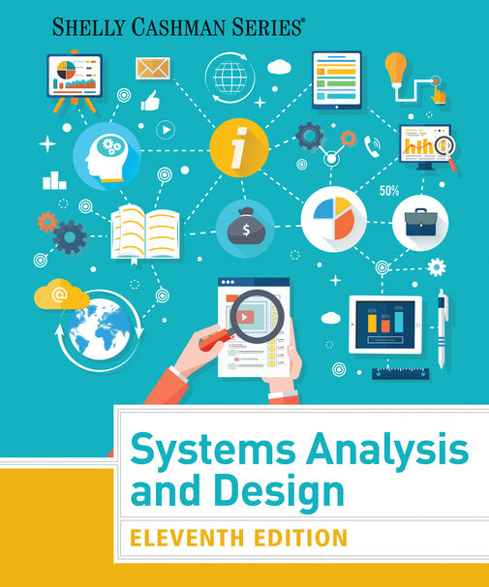 SHELLY CASHMAN SERIES®
i
50%
$
@
Systems Analysis
and Design
ELEVENTH EDITION